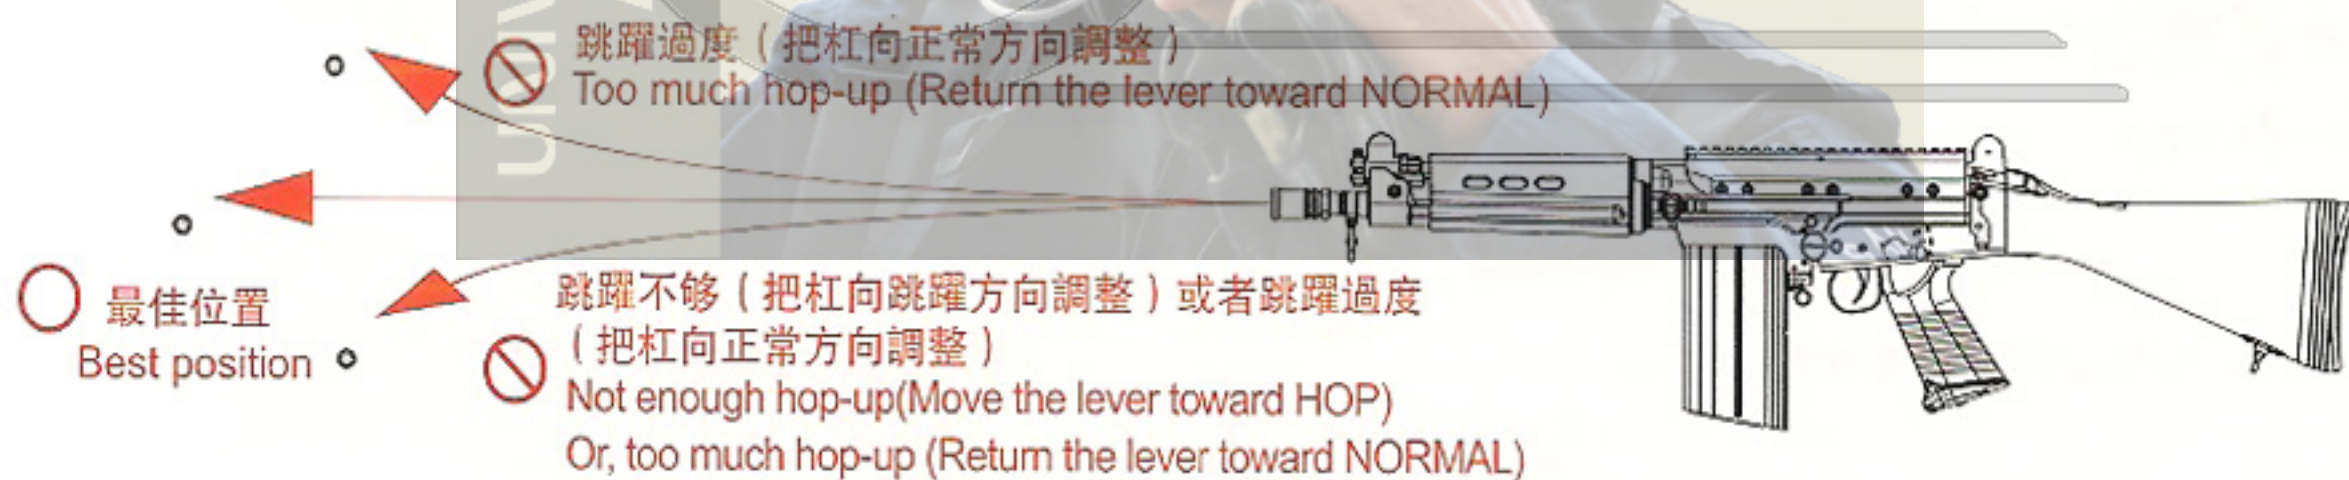 跳躍過度（把杠向正常方向調整）
Too much hop-up (Return the lever toward NORMAL)
最佳位置
Best position
跳躍不够（把杠向跳躍方向調整）或者跳躍過度
（把杠向正常方向調整）
Not enough hop-up(Move the lever toward HOP)
Or, too much hop-up (Return the lever toward NORMAL)